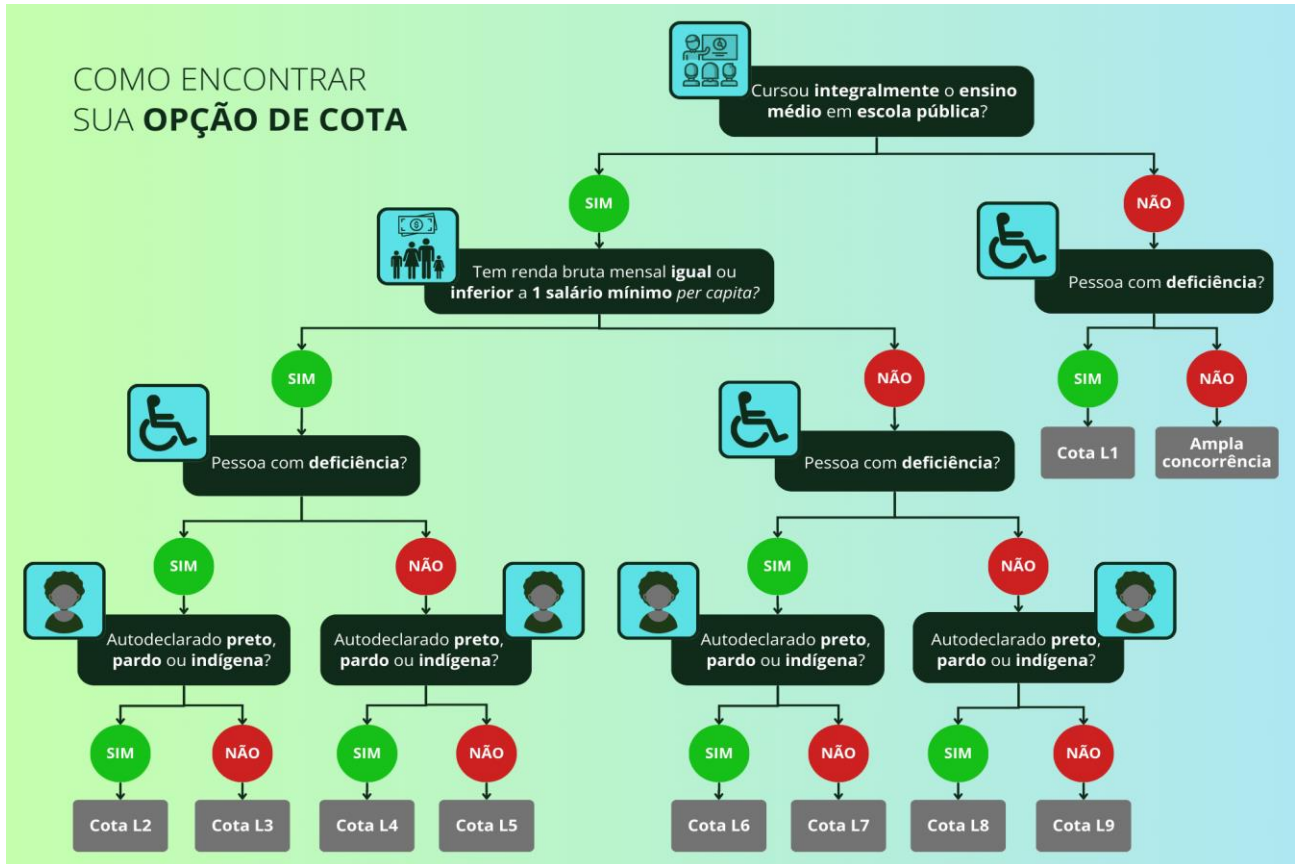 COMO ENCONTRAR
SUA OPÇÃO DE COTA
Cursou integralmente o ensino
médio em escola pública?
SIM
NÃO
Tem renda bruta mensal igual ou
inferior a 1 salário mínimo per capita?
Pessoa com deficiência?
SIM
NÃO
SIM
NÃO
Cota L1
Ampla
concorrência
Pessoa com deficiência?
Pessoa com deficiência?
SIM
NÃO
SIM
NÃO
Autodeclarado preto,
pardo ou indígena?
Autodeclarado preto,
pardo ou indígena?
Autodeclarado preto,
pardo ou indígena?
Autodeclarado preto,
pardo ou indígena?
SIM
NÃO
SIM
NÃO
SIM
NÃO
SIM
NÃO
Cota L2
Cota L3
Cota L4
Cota L5
Cota L6
Cota L7
Cota L8
Cota L9